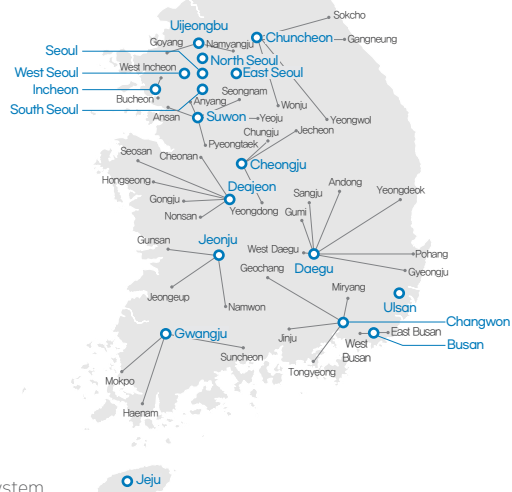 Sokcho
Uijeongbu
Chuncheon
Gangneung
Goyang
Namyangju
Seoul
North Seoul
West Incheon
West Seoul
East Seoul
Incheon
Seongnam
Bucheon
Anyang
Wonju
South Seoul
Ansan
Suwon
Yeoju
Yeongwol
Chungju
Jecheon
Pyeongtaek
Seosan
Cheonan
Cheongju
Hongseong
Deajeon
Andong
Sangju
Yeongdeok
Gongju
Yeongdong
Gumi
Nonsan
Gunsan
Jeonju
West Daegu
Pohang
Daegu
Geochang
Gyeongju
Miryang
Jeongeup
Namwon
Ulsan
Changwon
Gwangju
Jinju
East Busan
West
Busan
Busan
Suncheon
Tongyeong
Mokpo
Haenam
Jeju
ystem